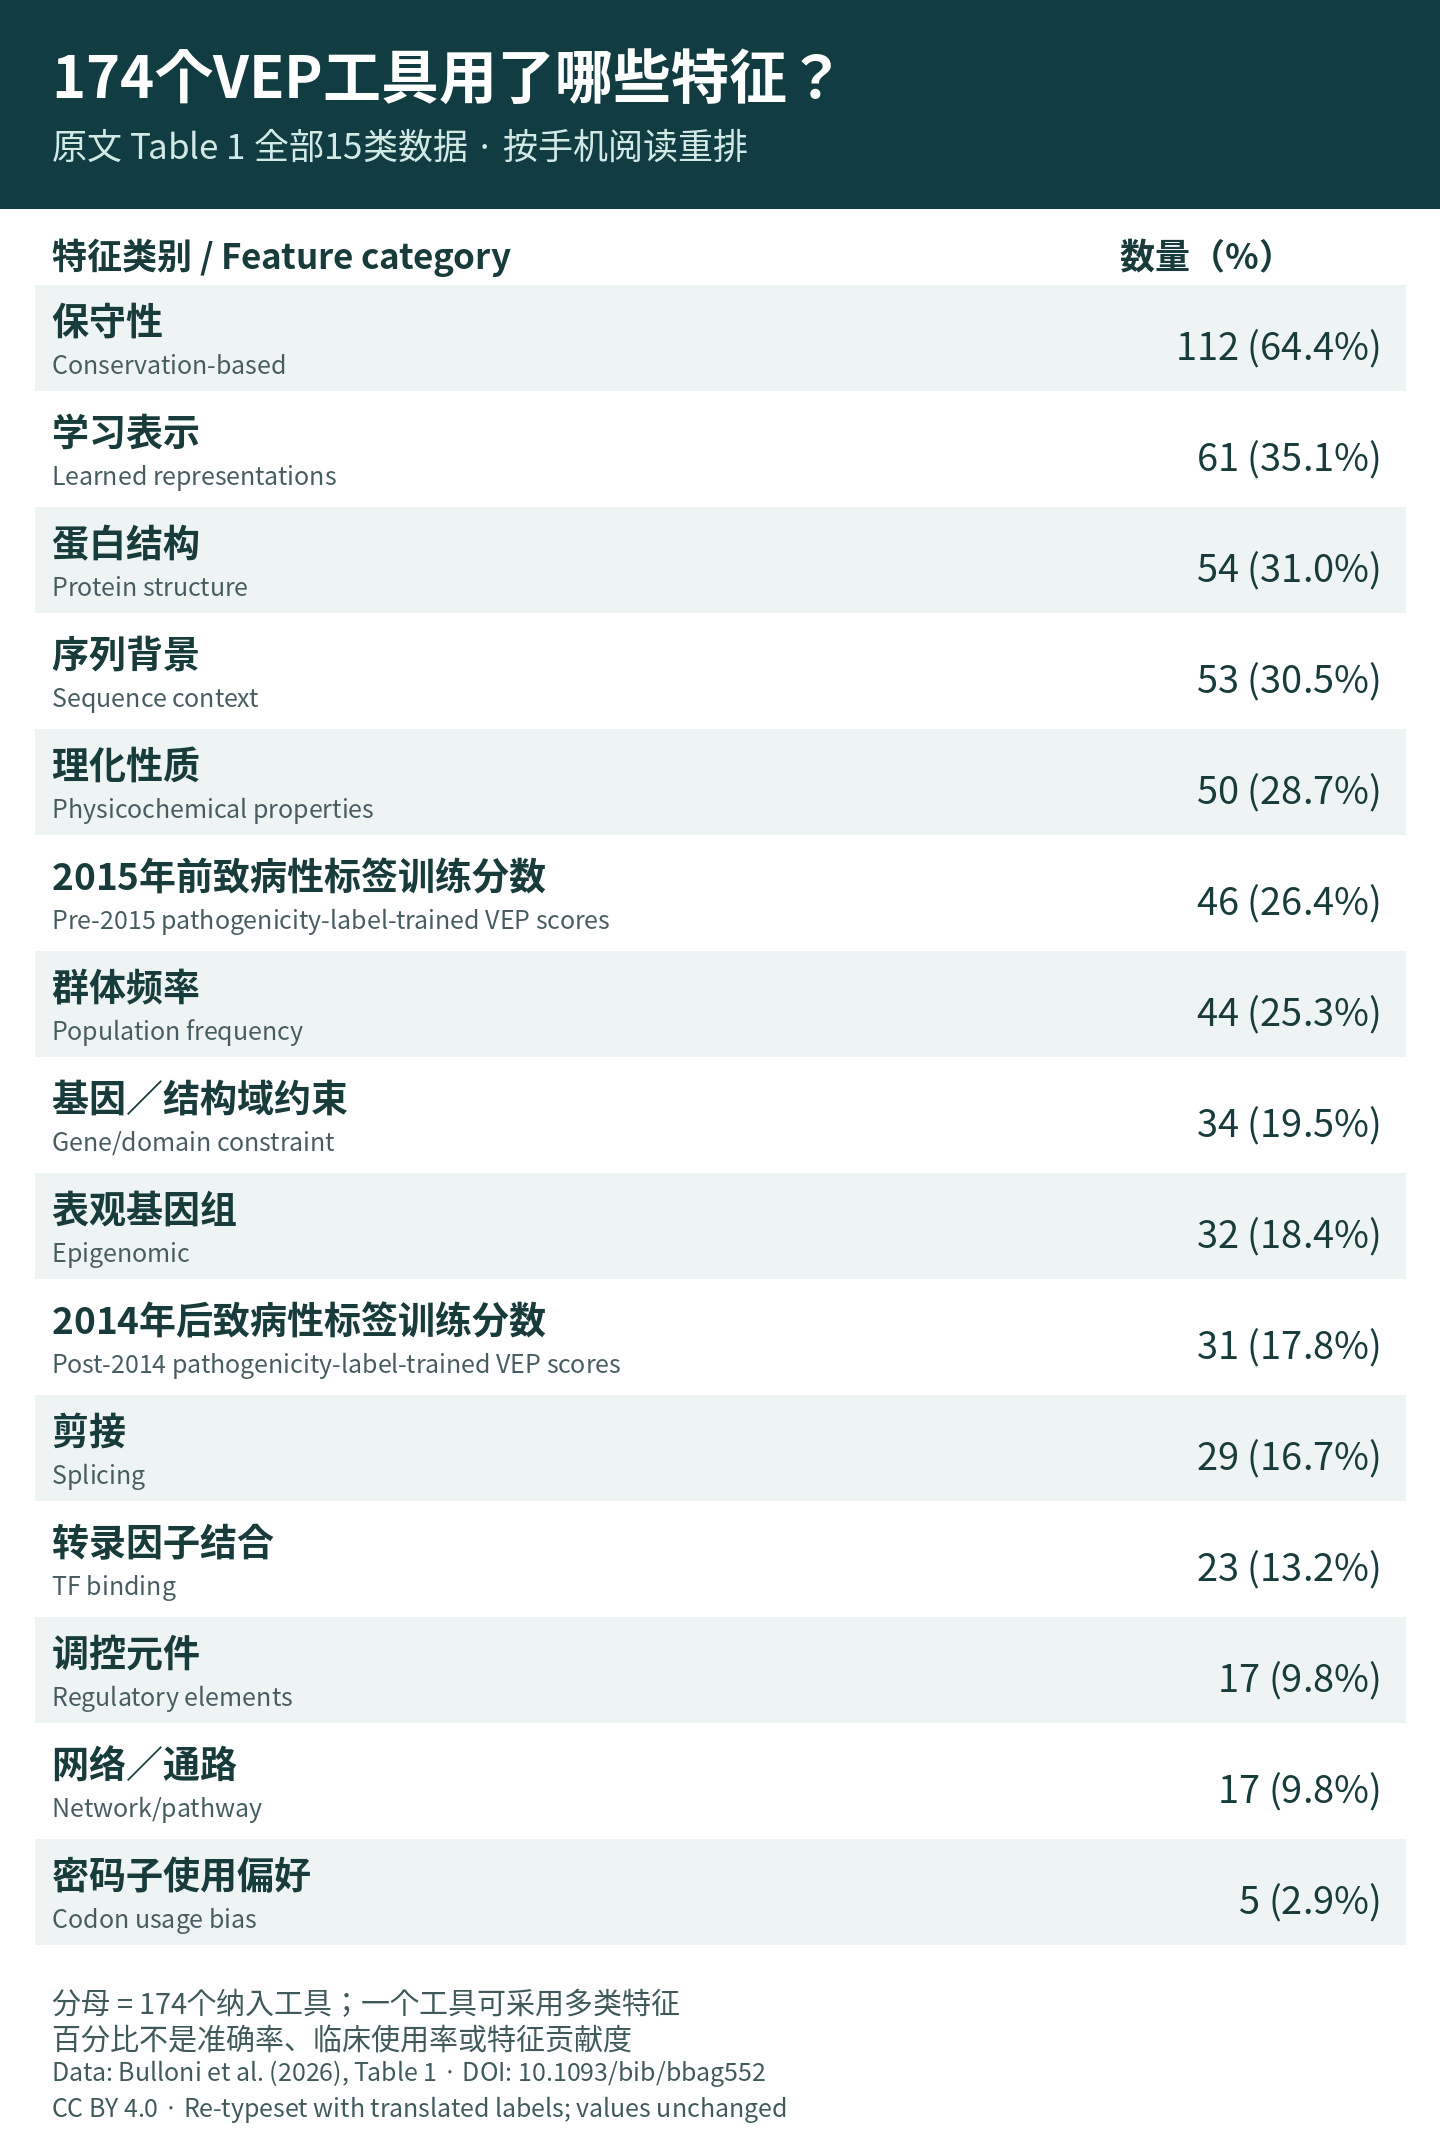 174个VEP工具用了哪些特征？
原文 Table 1 全部15类数据 · 按手机阅读重排
特征类别 / Feature category 数量（%）
保守性
Conservation-based
112 (64.4%)
学习表示
Learned representations
61 (35.1%)
蛋白结构
Protein structure
54 (31.0%)
序列背景
Sequence context
53 (30.5%)
理化性质
Physicochemical properties
50 (28.7%)
2015年前致病性标签训练分数
Pre-2015 pathogenicity-label-trained VEP scores
46 (26.4%)
群体频率
Population frequency
44 (25.3%)
基因／结构域约束
Gene/domain constraint
34 (19.5%)
表观基因组
Epigenomic
32 (18.4%)
2014年后致病性标签训练分数
Post-2014 pathogenicity-label-trained VEP scores
31 (17.8%)
剪接
Splicing
29 (16.7%)
转录因子结合
TF binding
23 (13.2%)
调控元件
Regulatory elements
17 (9.8%)
网络／通路
Network/pathway
17 (9.8%)
密码子使用偏好
Codon usage bias
5 (2.9%)
分母 = 174个纳入工具；一个工具可采用多类特征
百分比不是准确率、临床使用率或特征贡献度
Data: Bulloni et al. (2026), Table 1 · DOI: 10.1093/bib/bbag552
CC BY 4.0 · Re-typeset with translated labels; values unchanged